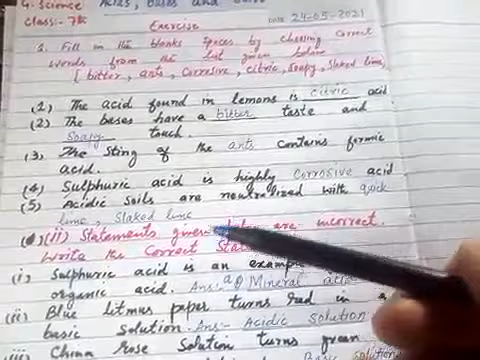 G. Science Acids, bases and
Class:- 7th DATE 24-05-2021
Exercise
1. Fill in the blanks spaces by choosing correct
words from the list given below
[bitter, ants, Corrosive, citric, Soapy, Slaked lime,
(1) The acid found in lemons is citric acid
(2) The bases have a bitter taste and
Soapy touch.
(3) The Sting of the ants contains formic
acid.
(4) Sulphuric acid is highly Corrosive acid
(5) Acidic Soils are neutralized with quick
lime, Slaked lime
(ii) Statements given are incorrect.
Write the Correct
(i) Sulphuric acid is an
organic acid. Ans:- Mineral
(ii) Blue litmus paper turns red in a
basic solution. Ans:- Acidic Solution
(iii) China rose Solution turns green